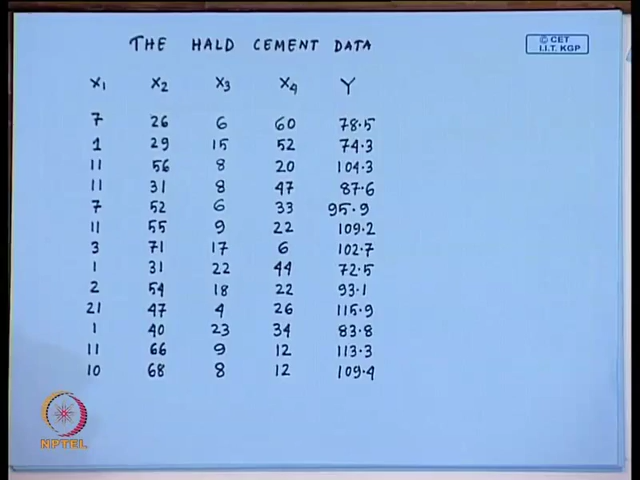 THE HALD CEMENT DATA
© CET
I.I.T. KGP
X1 X2 X3 X4 Y
7 26 6 60 78.5
1 29 15 52 74.3
11 56 8 20 104.3
11 31 8 47 87.6
7 52 6 33 95.9
11 55 9 22 109.2
3 71 17 6 102.7
1 31 22 44 72.5
2 54 18 22 93.1
21 47 4 26 115.9
1 40 23 34 83.8
11 66 9 12 113.3
10 68 8 12 109.4
NPTEL